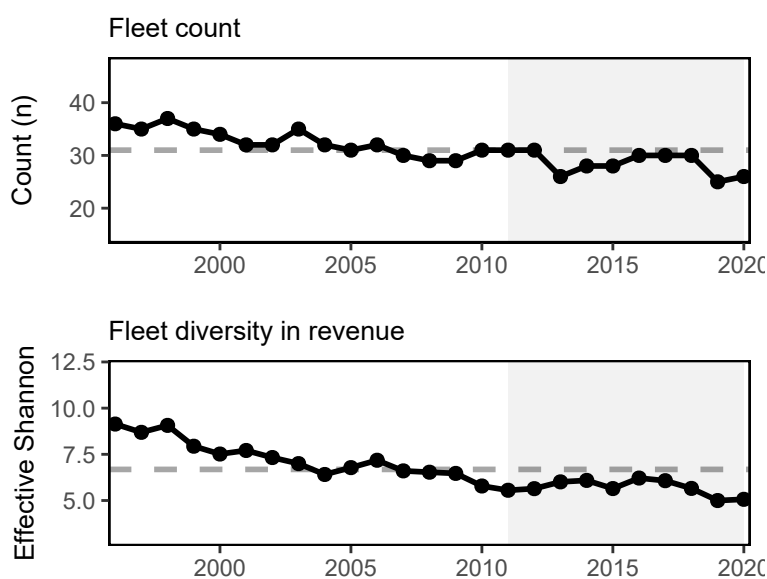 Fleet count
Count (n)
40
30
20
2000 2005 2010 2015 2020
Fleet diversity in revenue
Effective Shannon
12.5
10.0
7.5
5.0
2000 2005 2010 2015 2020